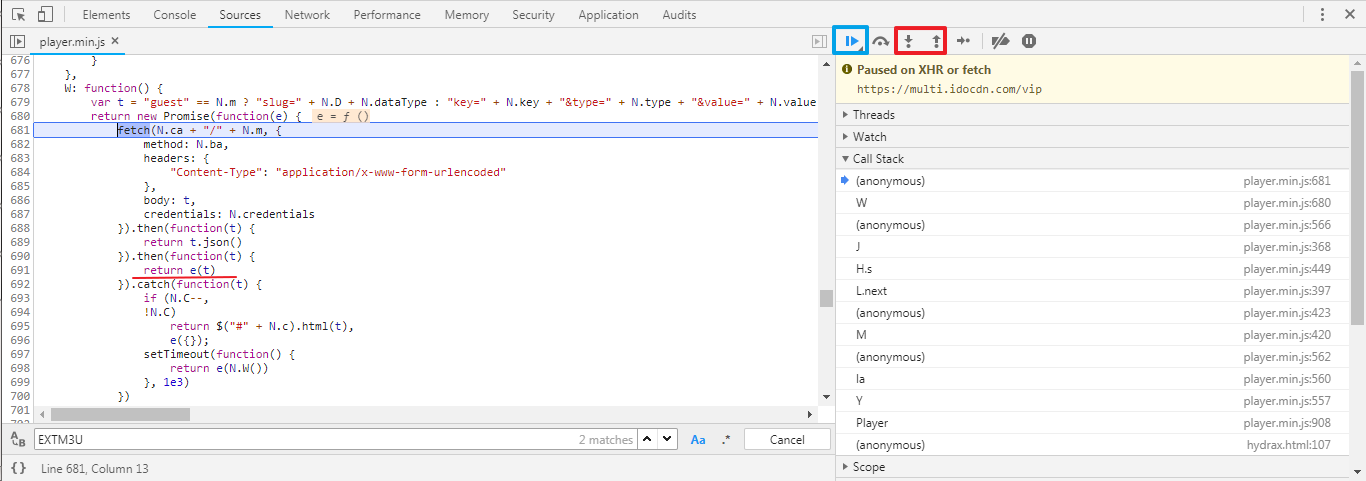 Elements Console Sources Network Performance Memory Security Application Audits
player.min.js
676 }
677 },
678 W: function() {
679 var t = "guest" == N.m ? "slug=" + N.D + N.dataType : "key=" + N.key + "&type=" + N.type + "&value=" + N.value
680 return new Promise(function(e) { e = ƒ ()
681 fetch(N.ca + "/" + N.m, {
682 method: N.ba,
683 headers: {
684 "Content-Type": "application/x-www-form-urlencoded"
685 },
686 body: t,
687 credentials: N.credentials
688 }).then(function(t) {
689 return t.json()
690 }).then(function(t) {
691 return e(t)
692 }).catch(function(t) {
693 if (N.C--,
694 !N.C)
695 return $("#" + N.c).html(t),
696 e({});
697 setTimeout(function() {
698 return e(N.W())
699 }, 1e3)
700 })
701
EXTM3U 2 matches Aa .* Cancel
{} Line 681, Column 13
Paused on XHR or fetch
https://multi.idocdn.com/vip
Threads
Watch
Call Stack
(anonymous) player.min.js:681
W player.min.js:680
(anonymous) player.min.js:566
J player.min.js:368
H.s player.min.js:449
L.next player.min.js:397
(anonymous) player.min.js:423
M player.min.js:420
(anonymous) player.min.js:562
Ia player.min.js:560
Y player.min.js:557
Player player.min.js:908
(anonymous) hydrax.html:107
Scope